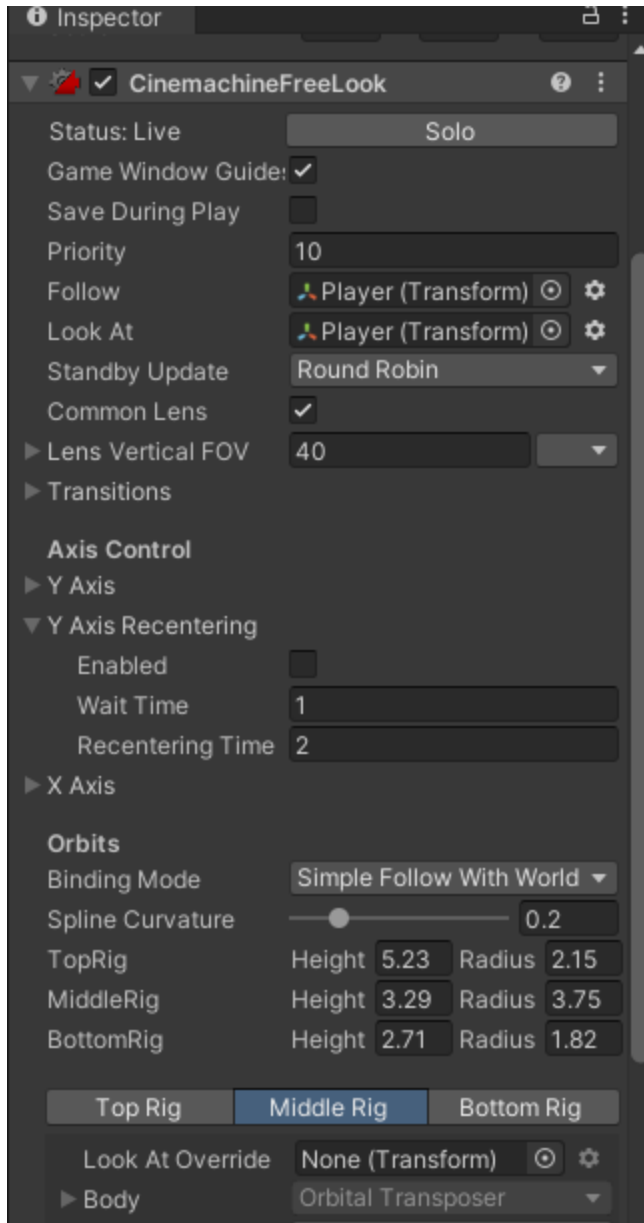 Inspector
CinemachineFreeLook
Status: Live Solo
Game Window Guides
Save During Play
Priority 10
Follow Player (Transform)
Look At Player (Transform)
Standby Update Round Robin
Common Lens
Lens Vertical FOV 40
Transitions
Axis Control
Y Axis
Y Axis Recentering
Enabled
Wait Time 1
Recentering Time 2
X Axis
Orbits
Binding Mode Simple Follow With World
Spline Curvature 0.2
TopRig Height 5.23 Radius 2.15
MiddleRig Height 3.29 Radius 3.75
BottomRig Height 2.71 Radius 1.82
Top Rig Middle Rig Bottom Rig
Look At Override None (Transform)
Body Orbital Transposer